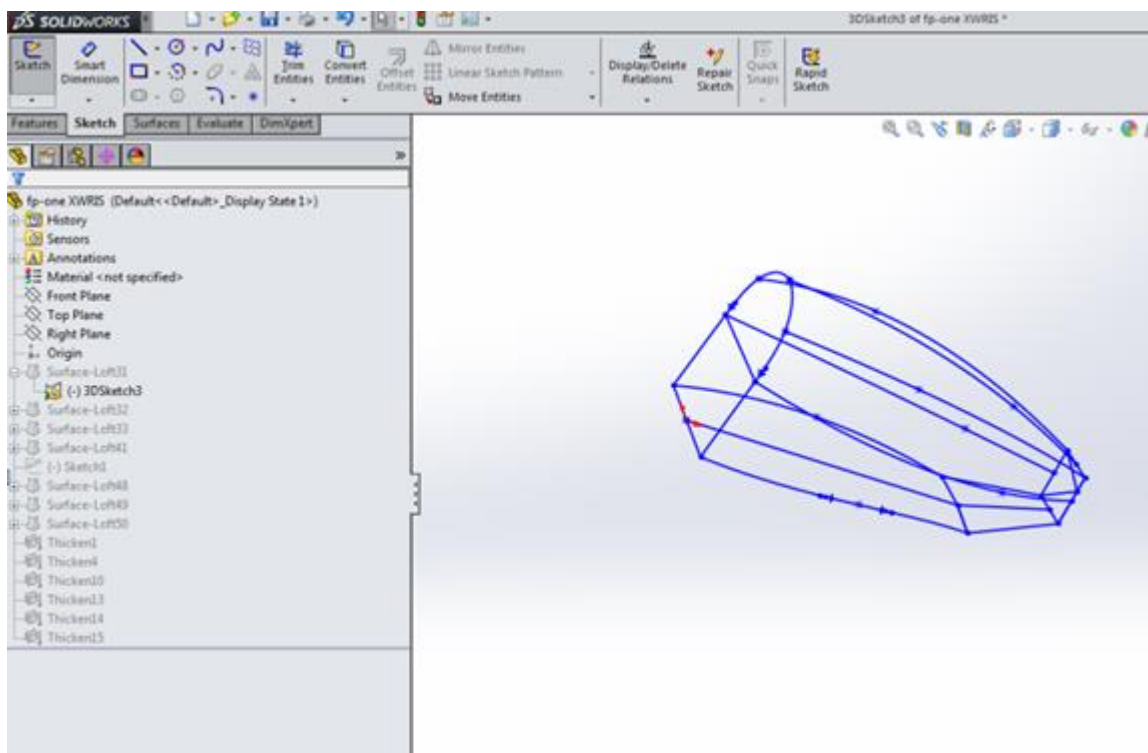 DS SOLIDWORKS
3DSketch3 of fp-one XWRIS *
Sketch
Smart Dimension
Trim Entities
Convert Entities
Offset Entities
Mirror Entities
Linear Sketch Pattern
Move Entities
Display/Delete Relations
Repair Sketch
Quick Snaps
Rapid Sketch
Features Sketch Surfaces Evaluate DimXpert
fp-one XWRIS (Default<<Default>_Display State 1>)
History
Sensors
Annotations
Material <not specified>
Front Plane
Top Plane
Right Plane
Origin
Surface-Loft31
(-) 3DSketch3
Surface-Loft32
Surface-Loft33
Surface-Loft41
(-) Sketch1
Surface-Loft48
Surface-Loft49
Surface-Loft50
Thicken1
Thicken4
Thicken10
Thicken13
Thicken14
Thicken15